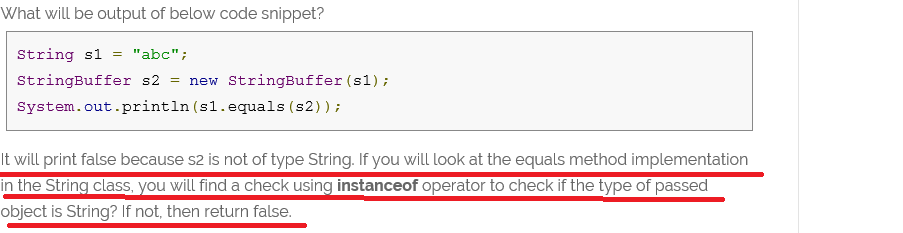 What will be output of below code snippet?
String s1 = "abc";
StringBuffer s2 = new StringBuffer(s1);
System.out.println(s1.equals(s2));
It will print false because s2 is not of type String. If you will look at the equals method implementation
in the String class, you will find a check using instanceof operator to check if the type of passed
object is String? If not, then return false.